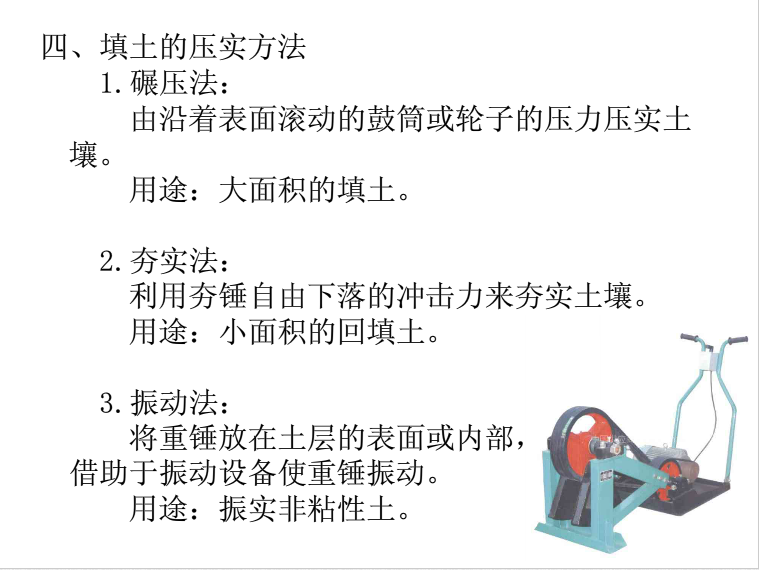 四、填土的压实方法
1.碾压法：
由沿着表面滚动的鼓筒或轮子的压力压实土
壤。
用途：大面积的填土。
2.夯实法：
利用夯锤自由下落的冲击力来夯实土壤。
用途：小面积的回填土。
3.振动法：
将重锤放在土层的表面或内部，
借助于振动设备使重锤振动。
用途：振实非粘性土。